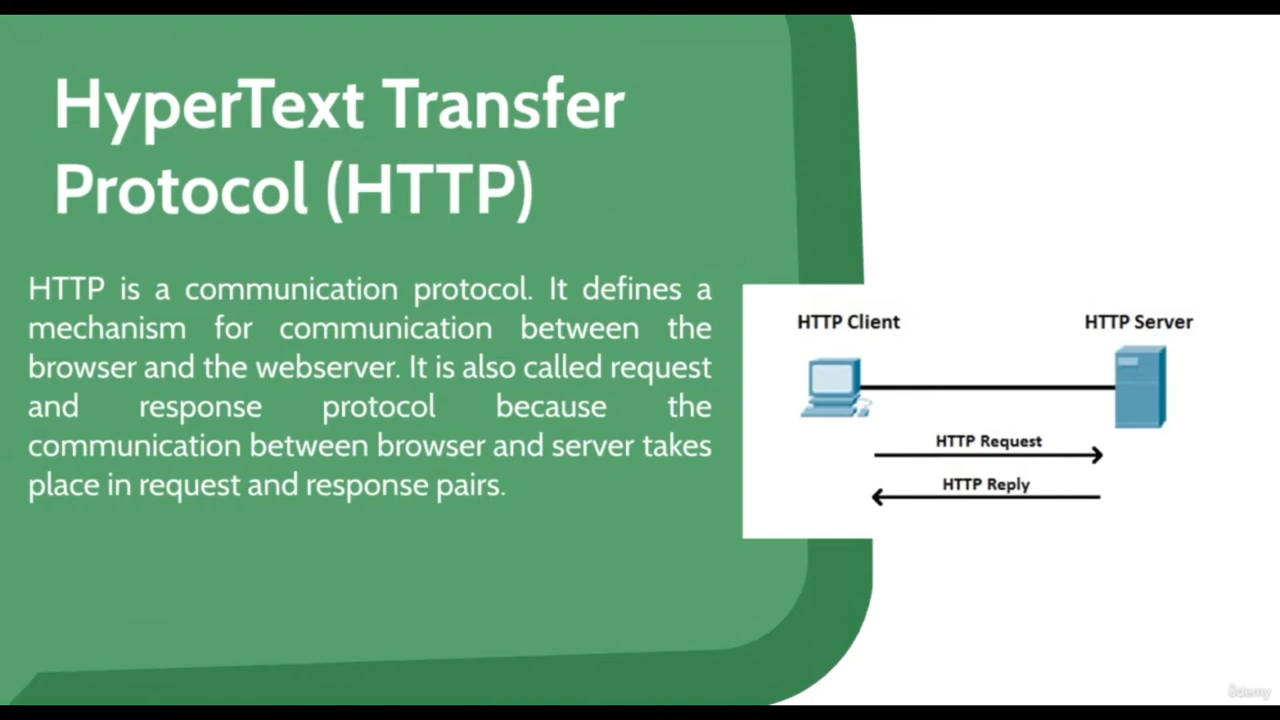 HyperText Transfer
Protocol (HTTP)
HTTP is a communication protocol. It defines a
mechanism for communication between the
browser and the webserver. It is also called request
and response protocol because the
communication between browser and server takes
place in request and response pairs.
HTTP Client
HTTP Server
HTTP Request
HTTP Reply
ûdemy